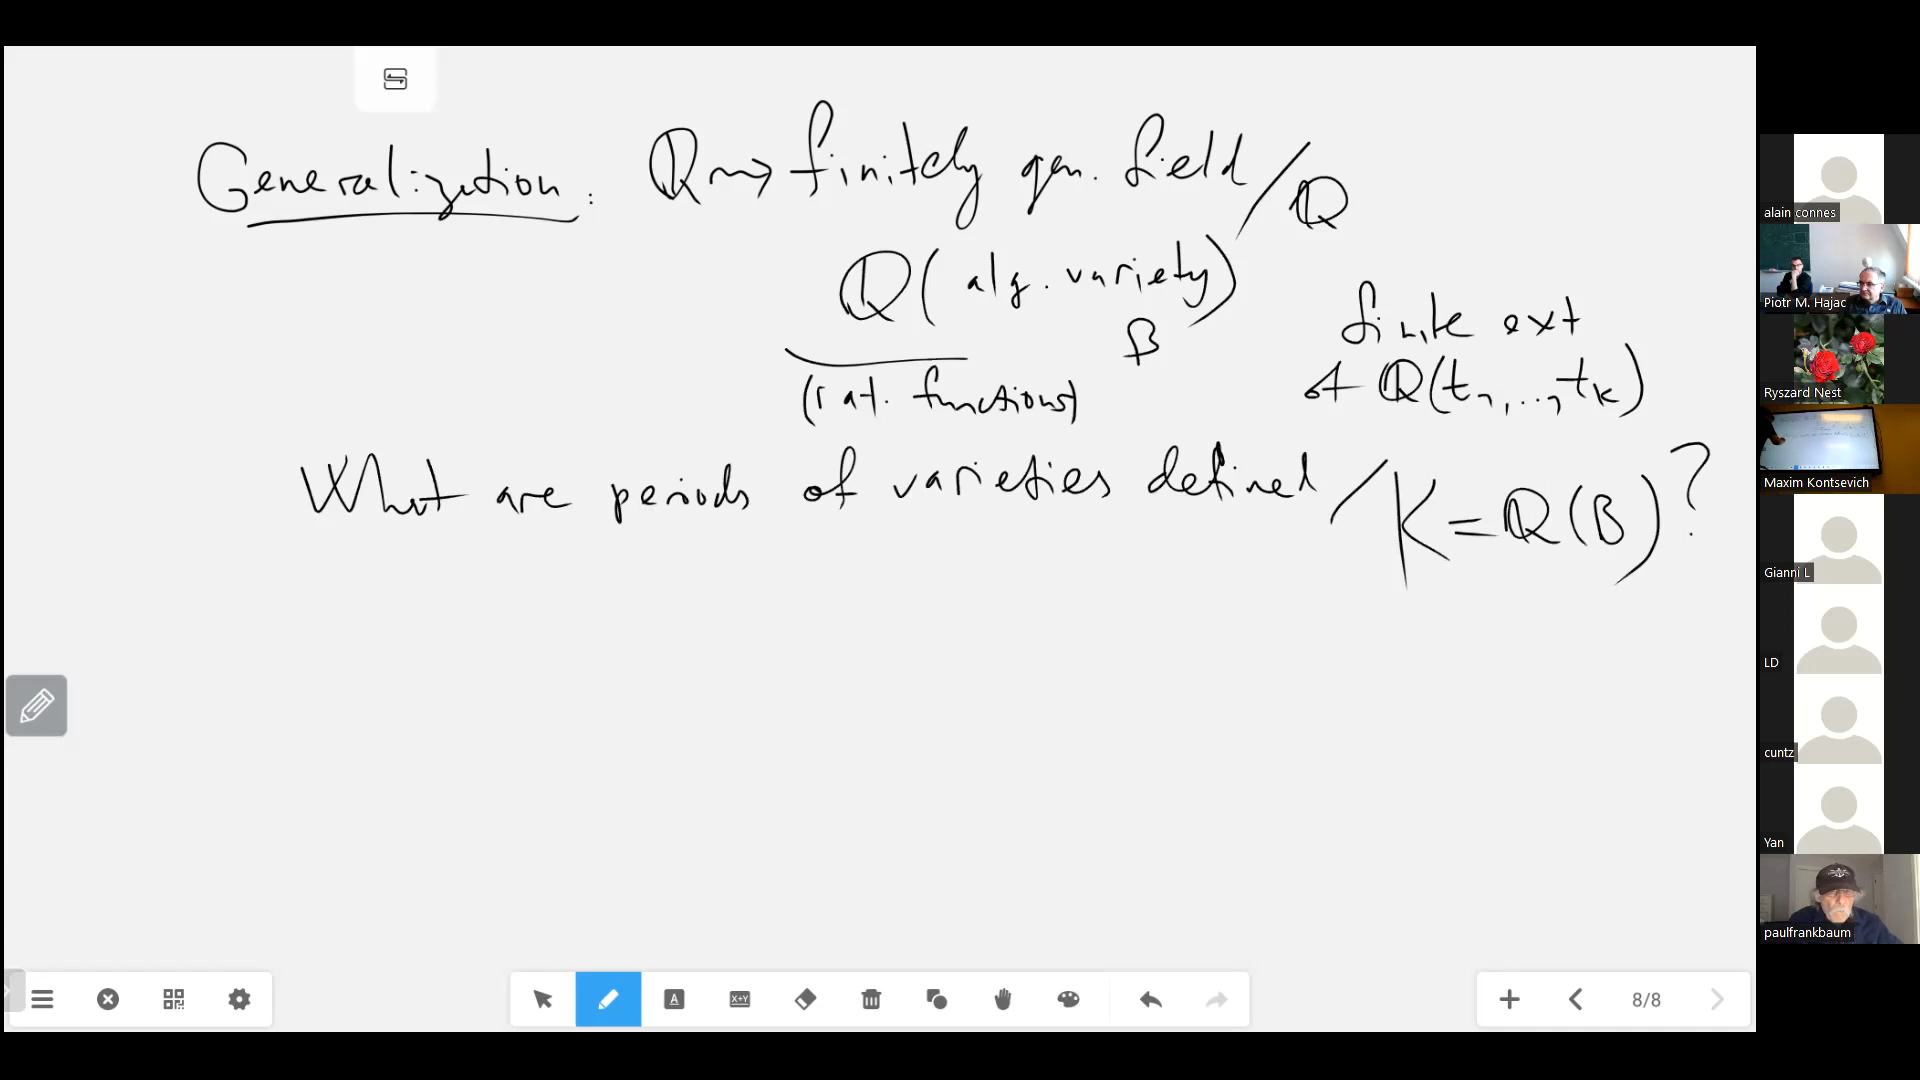 Generalization: ℚ ⇝ finitely gen. field / ℚ
ℚ( alg. variety)
B
(rat. functions)
finite ext
of ℚ(t₁,..,tₖ)
What are periods of varieties defined / K = ℚ(B)?
alain connes
Piotr M. Hajac
Ryszard Nest
Maxim Kontsevich
Gianni L
LD
cuntz
Yan
paulfrankbaum
A
X+Y
8/8